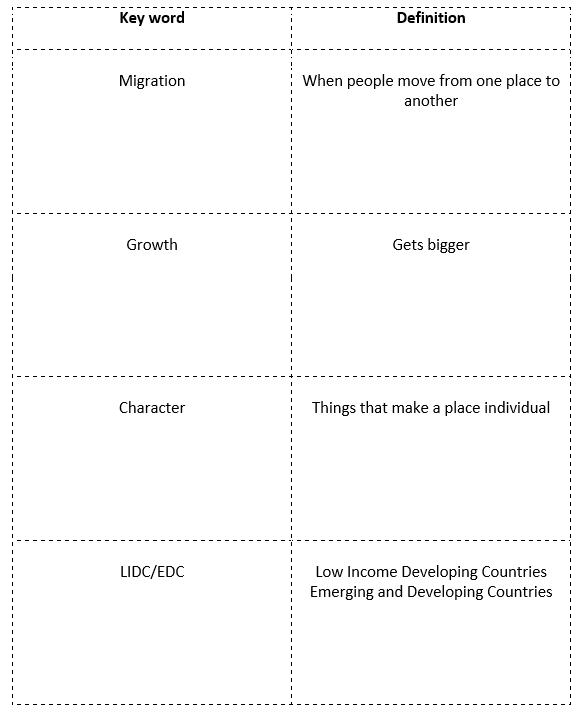 Key word Definition
Migration When people move from one place to
another
Growth Gets bigger
Character Things that make a place individual
LIDC/EDC Low Income Developing Countries
Emerging and Developing Countries